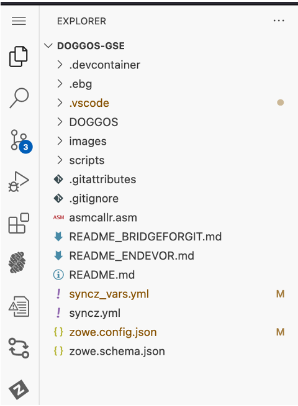 EXPLORER
DOGGOS-GSE
.devcontainer
.ebg
.vscode
DOGGOS
images
scripts
.gitattributes
.gitignore
ASM asmcallr.asm
README_BRIDGEFORGIT.md
README_ENDEVOR.md
README.md
! syncz_vars.yml M
! syncz.yml
{} zowe.config.json M
{} zowe.schema.json
3